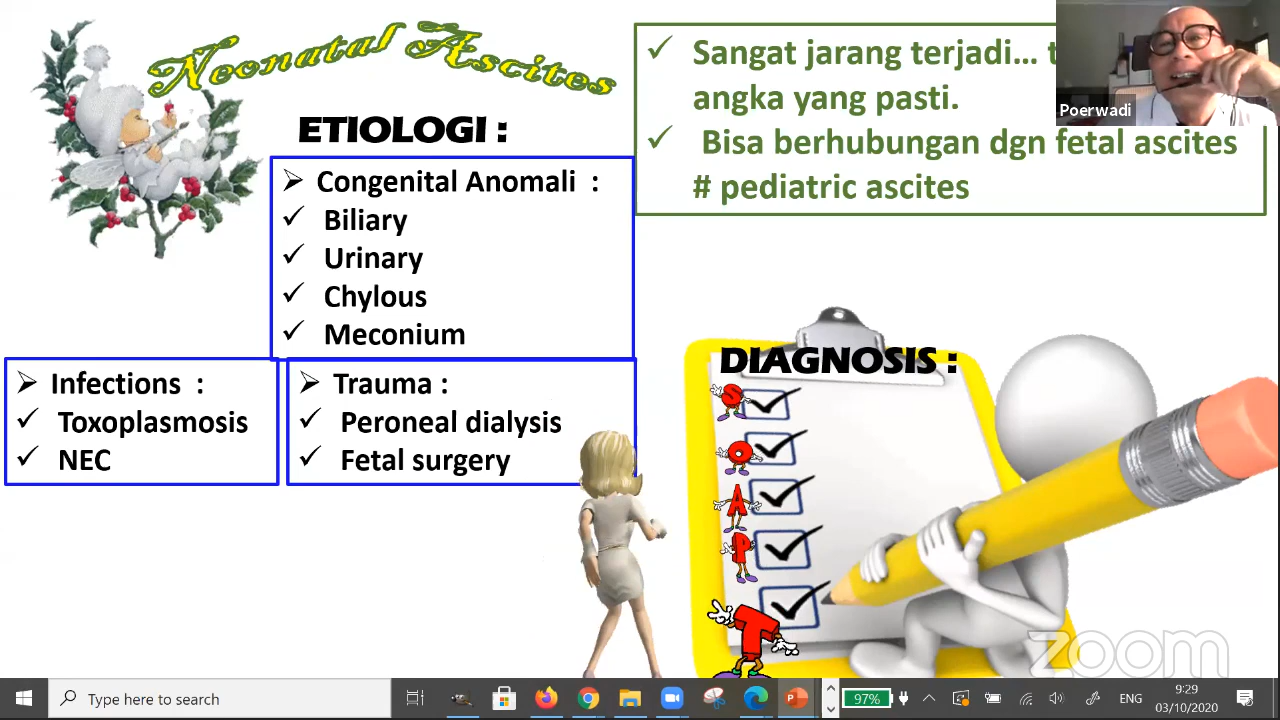 Neonatal Ascites
ETIOLOGI :
Congenital Anomali :
Biliary
Urinary
Chylous
Meconium
Infections :
Toxoplasmosis
NEC
Trauma :
Peroneal dialysis
Fetal surgery
Sangat jarang terjadi...
angka yang pasti.
Bisa berhubungan dgn fetal ascites
# pediatric ascites
Poerwadi
DIAGNOSIS :
S
O
A
P
T
zoom
Type here to search
97%
ENG
9:29
03/10/2020